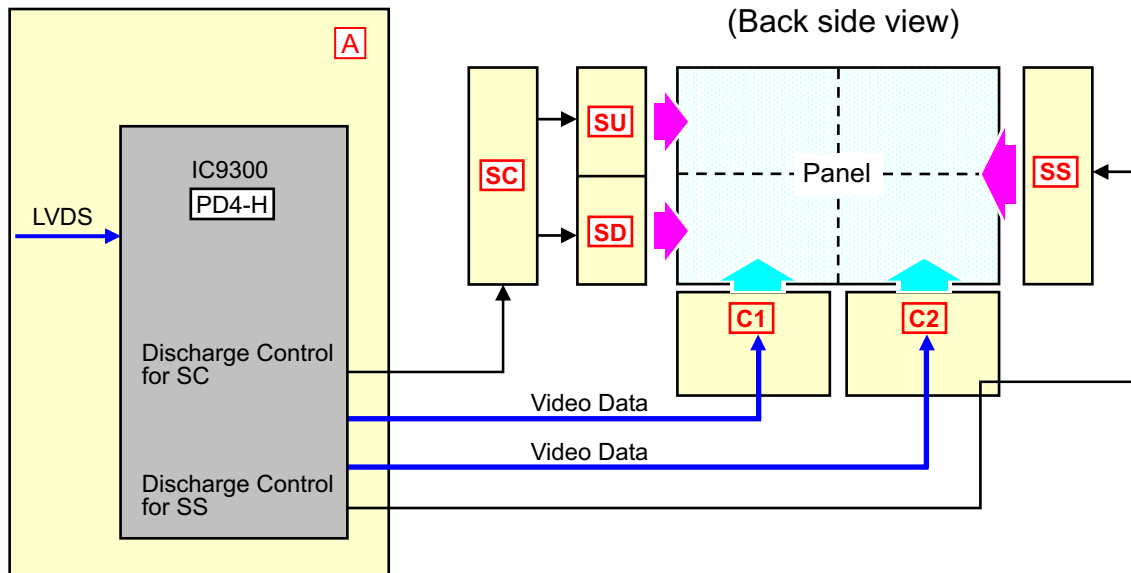 (Back side view)
A
IC9300
PD4-H
LVDS
Discharge Control
for SC
Discharge Control
for SS
SC
SU
SD
Panel
SS
C1
C2
Video Data
Video Data